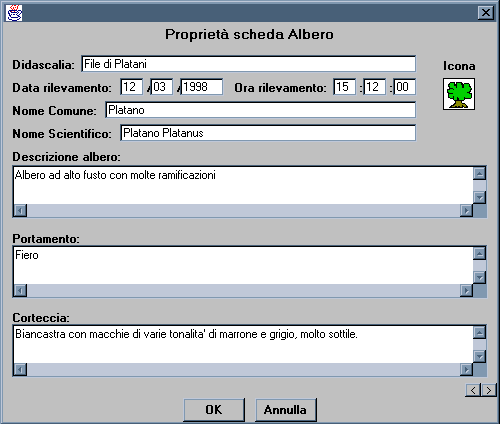 Proprietà scheda Albero
Didascalia: File di Platani
Icona
Data rilevamento: 12 / 03 / 1998 Ora rilevamento: 15 : 12 : 00
Nome Comune: Platano
Nome Scientifico: Platano Platanus
Descrizione albero:
Albero ad alto fusto con molte ramificazioni
Portamento:
Fiero
Corteccia:
Biancastra con macchie di varie tonalita' di marrone e grigio, molto sottile.
< >
OK Annulla